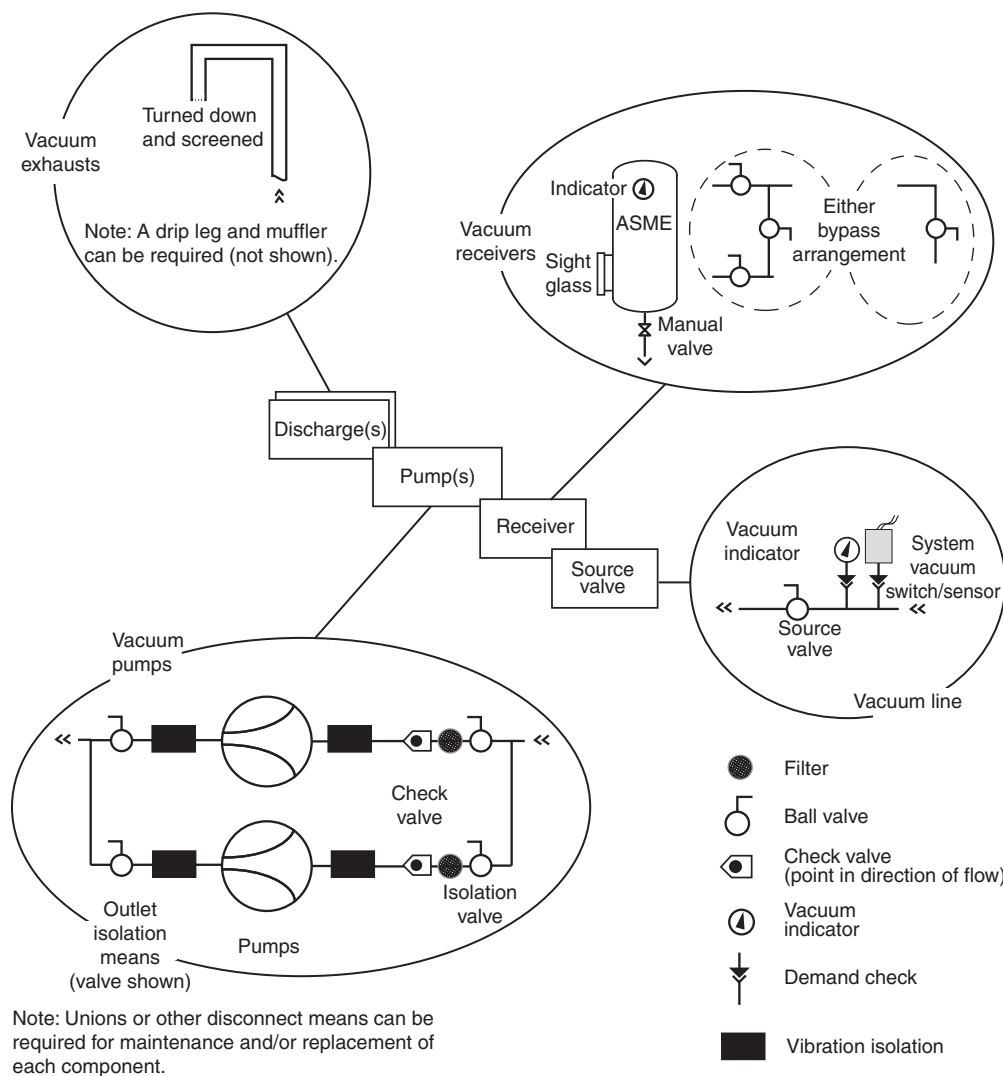 Turned down
and screened
Vacuum
exhausts
Note: A drip leg and muffler
can be required (not shown).
Indicator
ASME
Vacuum
receivers
Sight
glass
Manual
valve
Either
bypass
arrangement
Discharge(s)
Pump(s)
Receiver
Source
valve
Vacuum
indicator
System
vacuum
switch/sensor
Source
valve
Vacuum line
Vacuum
pumps
Check
valve
Isolation
valve
Outlet
isolation
means
(valve shown)
Pumps
Note: Unions or other disconnect means can be
required for maintenance and/or replacement of
each component.
Filter
Ball valve
Check valve
(point in direction of flow)
Vacuum
indicator
Demand check
Vibration isolation